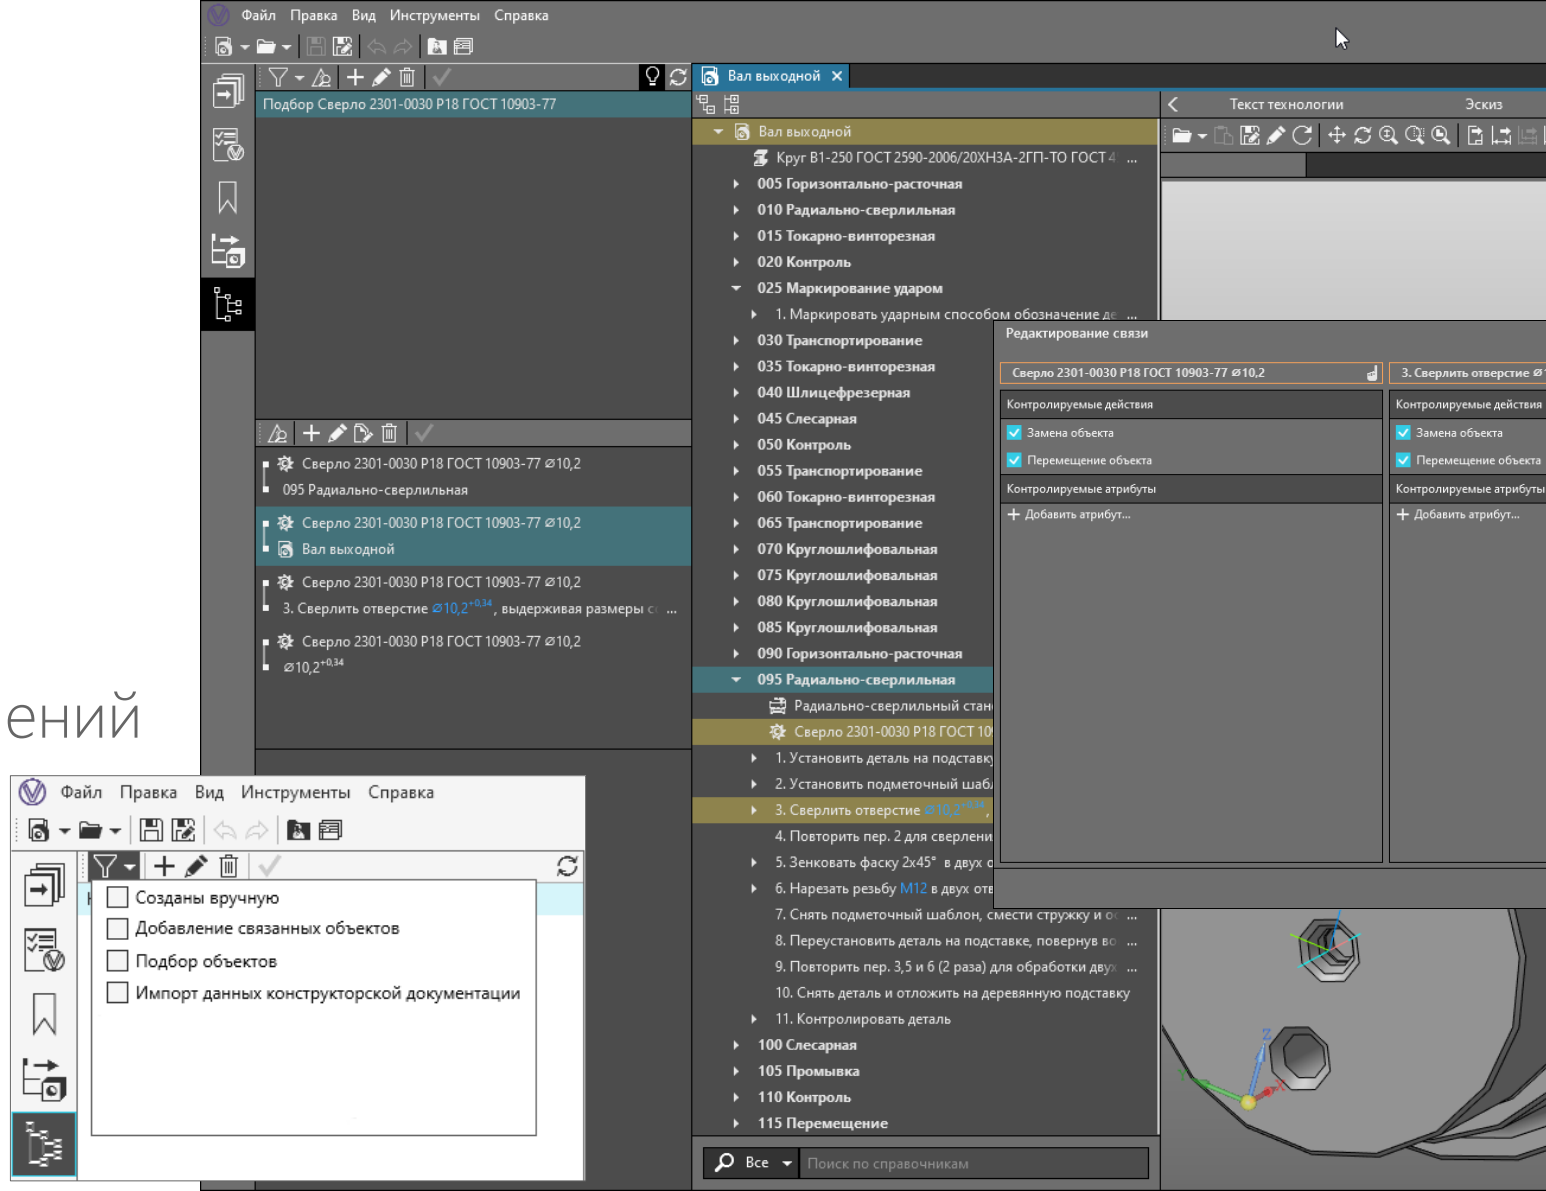 Файл Правка Вид Инструменты Справка
Подбор Сверло 2301-0030 Р18 ГОСТ 10903-77
Сверло 2301-0030 Р18 ГОСТ 10903-77 ⌀10,2
095 Радиально-сверлильная
Сверло 2301-0030 Р18 ГОСТ 10903-77 ⌀10,2
Вал выходной
Сверло 2301-0030 Р18 ГОСТ 10903-77 ⌀10,2
3. Сверлить отверстие ⌀10,2+0,34 , выдерживая размеры с ...
Сверло 2301-0030 Р18 ГОСТ 10903-77 ⌀10,2
⌀10,2+0,34
Вал выходной
Вал выходной
Круг В1-250 ГОСТ 2590-2006/20ХН3А-2ГП-ТО ГОСТ 4 ...
005 Горизонтально-расточная
010 Радиально-сверлильная
015 Токарно-винторезная
020 Контроль
025 Маркирование ударом
1. Маркировать ударным способом обозначение де ...
030 Транспортирование
035 Токарно-винторезная
040 Шлицефрезерная
045 Слесарная
050 Контроль
055 Транспортирование
060 Токарно-винторезная
065 Транспортирование
070 Круглошлифовальная
075 Круглошлифовальная
080 Круглошлифовальная
085 Круглошлифовальная
090 Горизонтально-расточная
095 Радиально-сверлильная
Радиально-сверлильный стан
Сверло 2301-0030 Р18 ГОСТ 10
1. Установить деталь на подставк
2. Установить подметочный шаб
3. Сверлить отверстие ⌀10,2+0,34 ,
4. Повторить пер. 2 для сверлени
5. Зенковать фаску 2х45° в двух о
6. Нарезать резьбу М12 в двух отв
7. Снять подметочный шаблон, смести стружку и о ...
8. Переустановить деталь на подставке, повернув во ...
9. Повторить пер. 3,5 и 6 (2 раза) для обработки двух ...
10. Снять деталь и отложить на деревянную подставку
11. Контролировать деталь
100 Слесарная
105 Промывка
110 Контроль
115 Перемещение
Все
Поиск по справочникам
Текст технологии Эскиз
Редактирование связи
Сверло 2301-0030 Р18 ГОСТ 10903-77 ⌀10,2
Контролируемые действия
Замена объекта
Перемещение объекта
Контролируемые атрибуты
Добавить атрибут...
3. Сверлить отверстие ⌀
Контролируемые действия
Замена объекта
Перемещение объекта
Контролируемые атрибуты
Добавить атрибут...
Z
Y
X
ений
Файл Правка Вид Инструменты Справка
Созданы вручную
Добавление связанных объектов
Подбор объектов
Импорт данных конструкторской документации